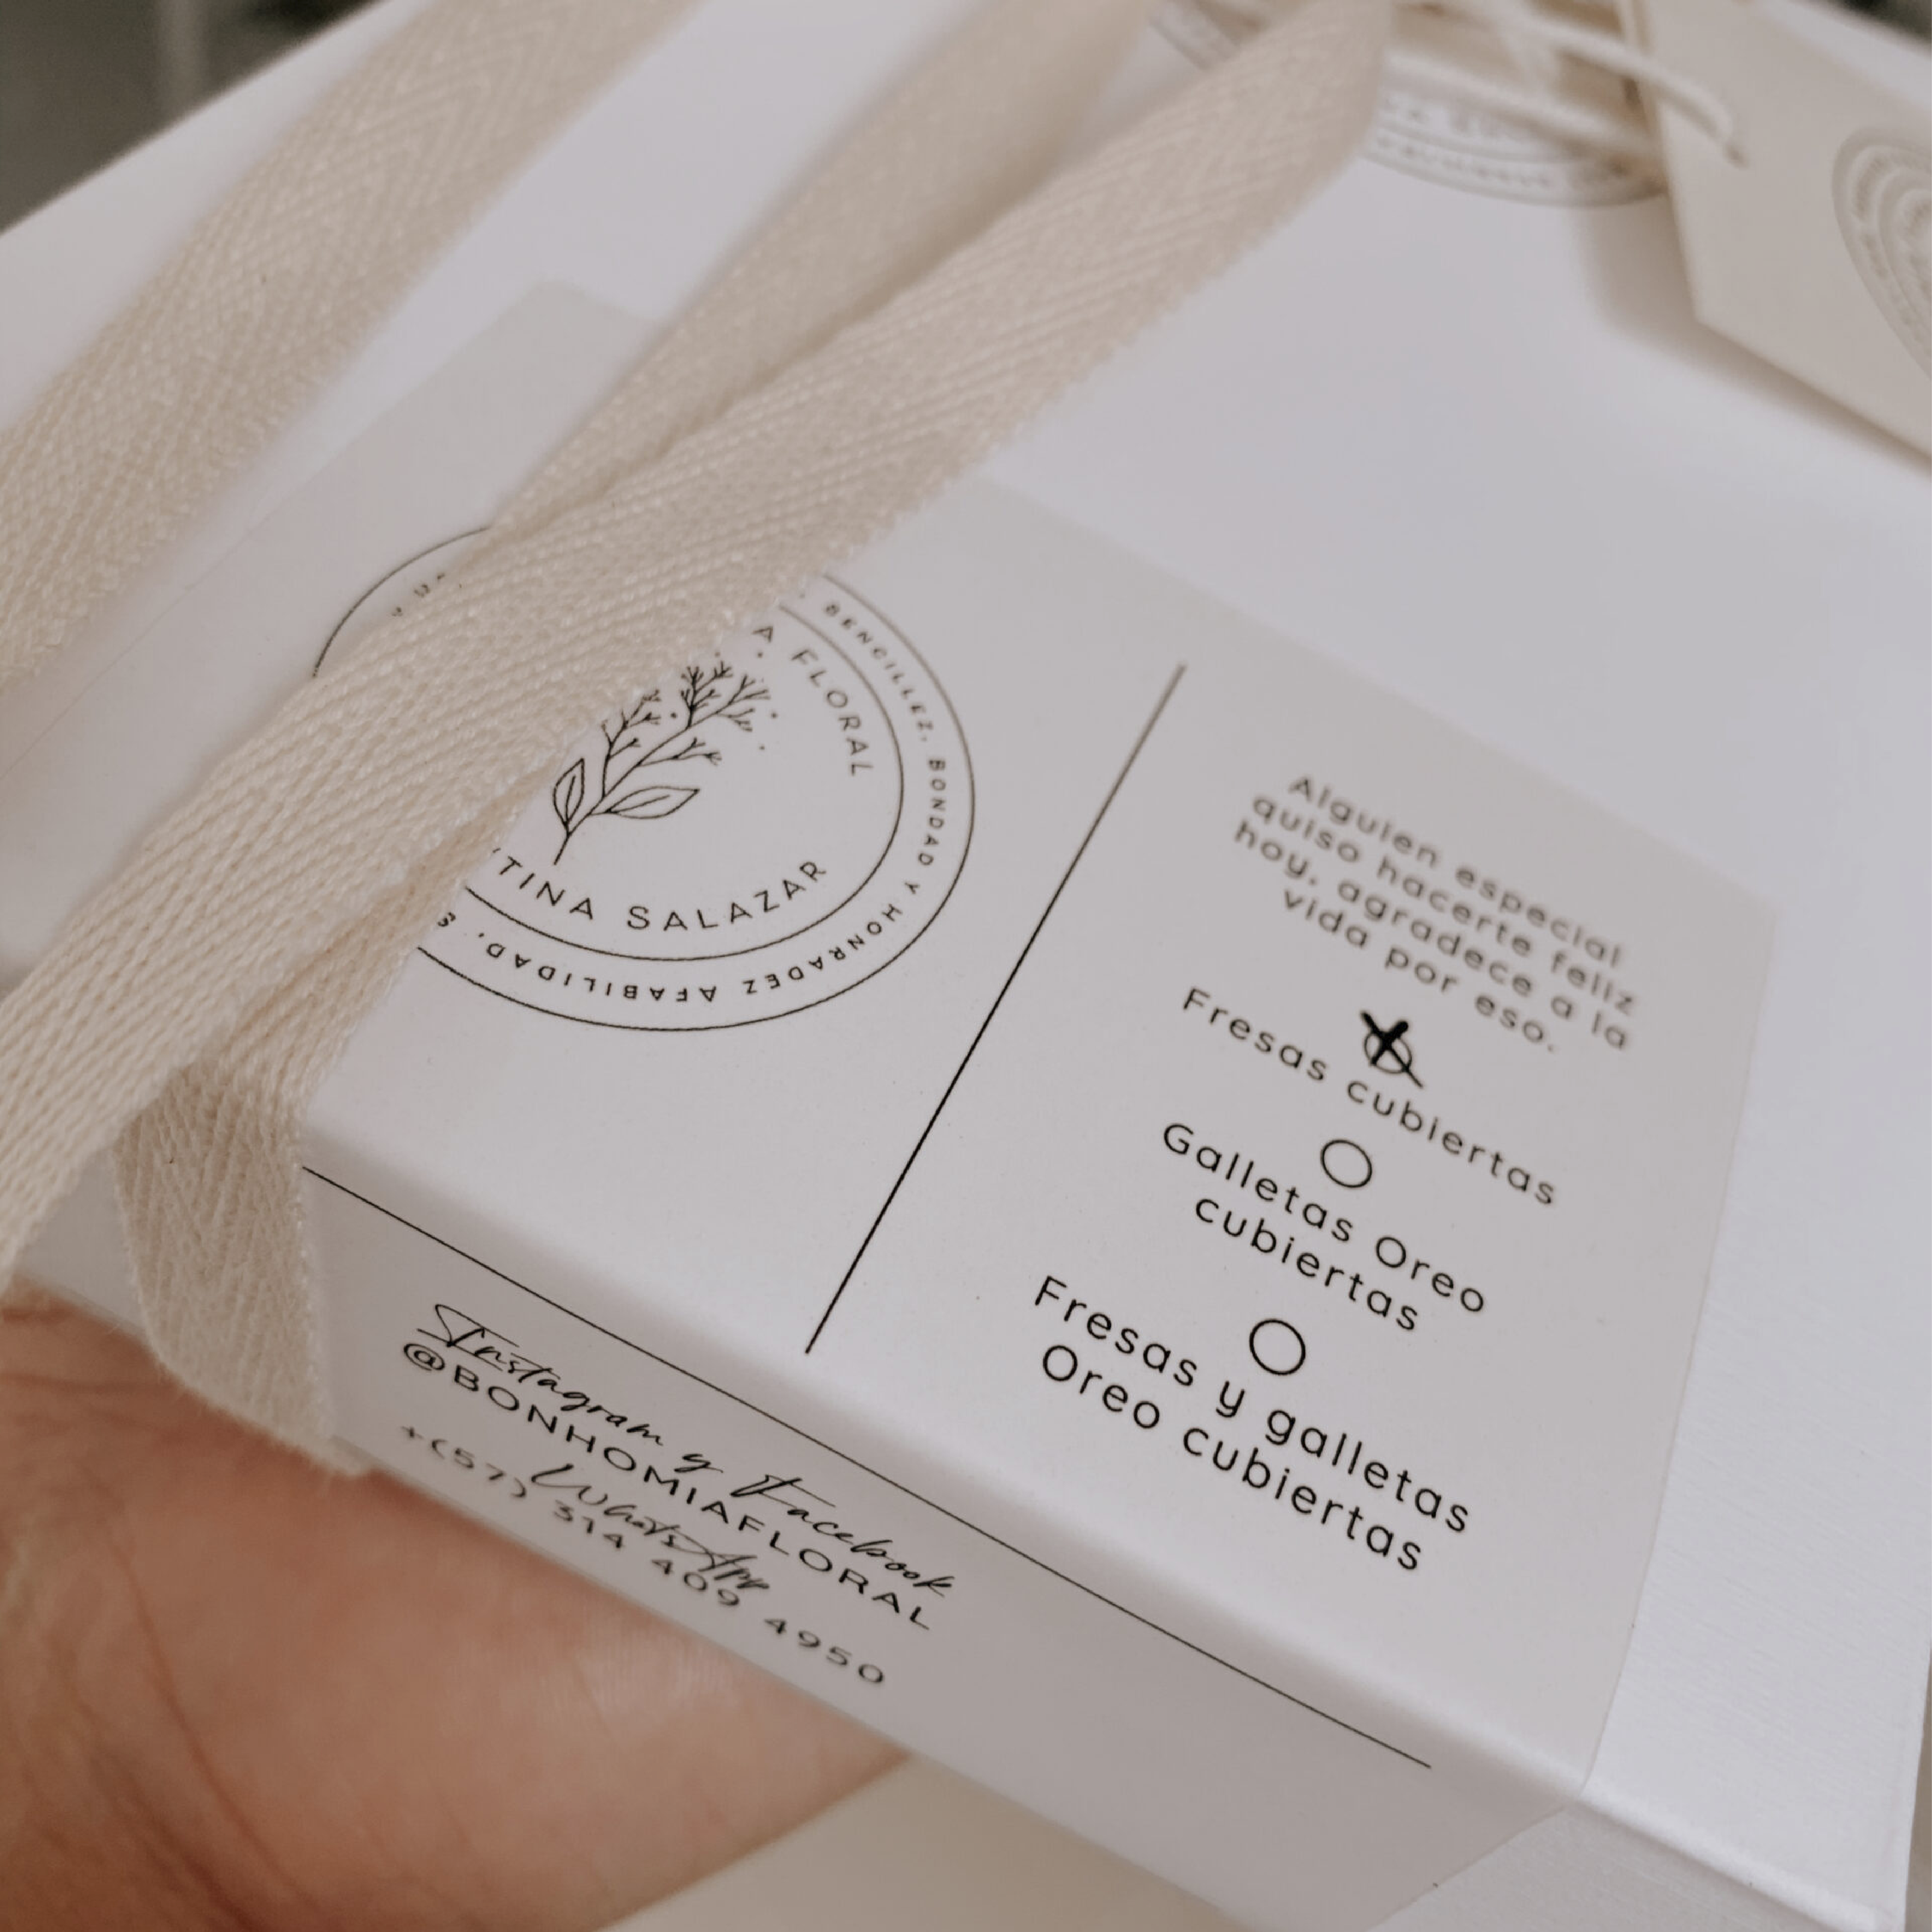 FLORAL
TINA SALAZAR
BENCILLEZ, BONDAD Y HONRADEZ AFABILIDAD,
Alguien especial
quiso hacerte feliz
hoy, agradece a la
vida por eso.
Fresas cubiertas
Galletas Oreo
cubiertas
Fresas y galletas
Oreo cubiertas
Instagram y Facebook
@BONHOMIAFLORAL
WhatsApp
+(57) 314 409 4950